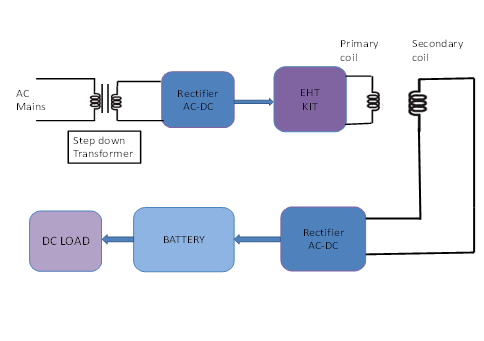 Primary
coil
Secondary
coil
AC
Mains
Rectifier
AC-DC
EHT
KIT
Step down
Transformer
DC LOAD
BATTERY
Rectifier
AC-DC